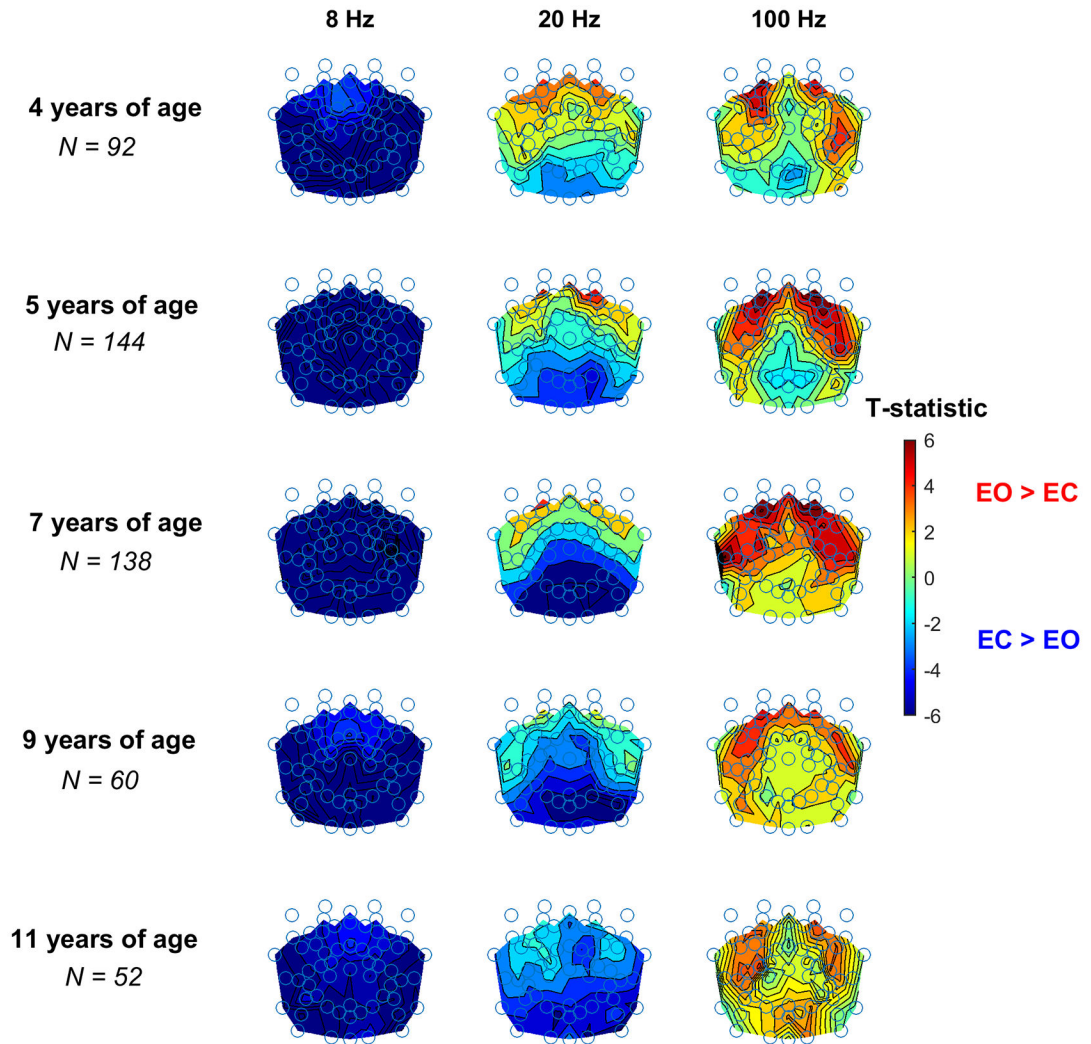 8 Hz
20 Hz
100 Hz
4 years of age
N = 92
5 years of age
N = 144
7 years of age
N = 138
9 years of age
N = 60
11 years of age
N = 52
T-statistic
6
4
2
0
-2
-4
-6
EO > EC
EC > EO